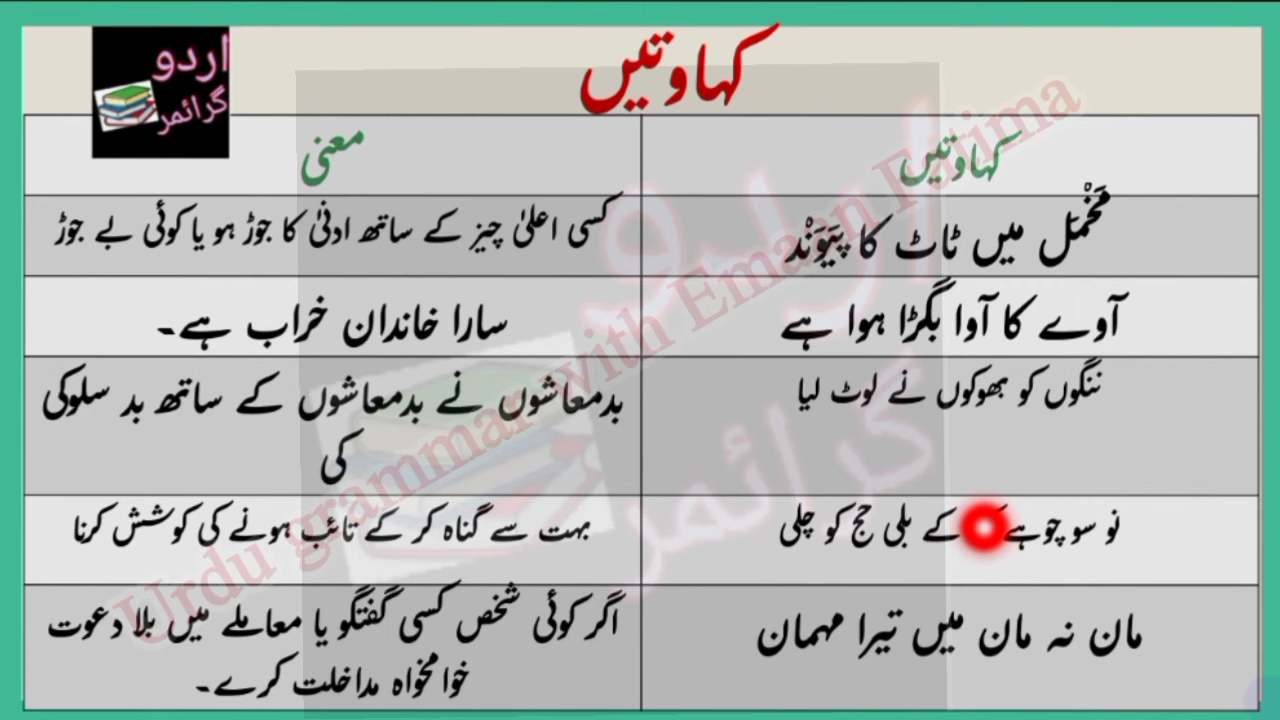 اردو
گرائمر
کہاوتیں
کہاوتیں
معنی
مَخْمَل میں ٹاٹ کا پَیَوَنْد
کسی اعلیٰ چیز کے ساتھ ادنیٰ کا جوڑ ہو یا کوئی بے جوڑ
آوے کا آوا بگڑا ہوا ہے
سارا خاندان خراب ہے۔
ننگوں کو بھوکوں نے لوٹ لیا
بدمعاشوں نے بدمعاشوں کے ساتھ بد سلوکی
کی
نو سو چوہے کے بلی حج کو چلی
بہت سے گناہ کر کے تائب ہونے کی کوشش کرنا
مان نہ مان میں تیرا مہمان
اگر کوئی شخص کسی گفتگو یا معاملے میں بلا دعوت
خوامخواہ مداخلت کرے۔
اردو
گرائمر
Urdu grammar with Eman Fatima